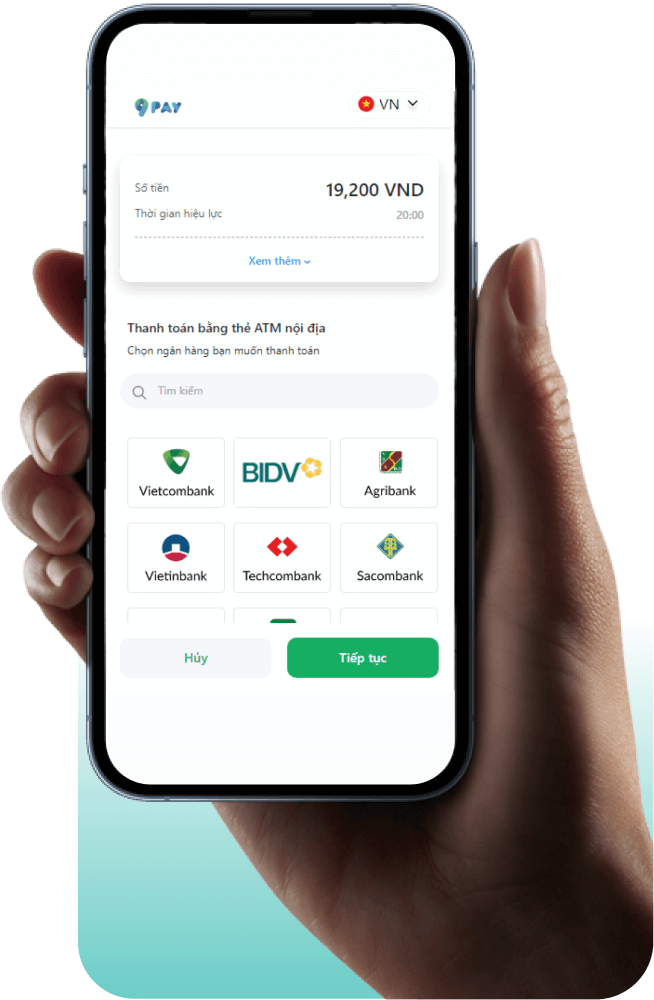 9 PAY
VN
Số tiền
19,200 VND
Thời gian hiệu lực
20:00
Xem thêm
Thanh toán bằng thẻ ATM nội địa
Chọn ngân hàng bạn muốn thanh toán
Tìm kiếm
Vietcombank
BIDV
Agribank
Vietinbank
Techcombank
Sacombank
Hủy
Tiếp tục